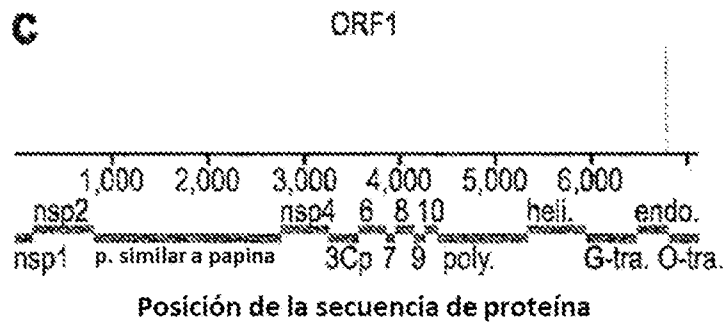 C
ORF1
1,000 2,000 3,000 4,000 5,000 6,000
nsp2 nsp4 6 8 10 heli. endo.
nsp1 p. similar a papina 3Cp 7 9 poly. G-tra. O-tra.
Posición de la secuencia de proteína